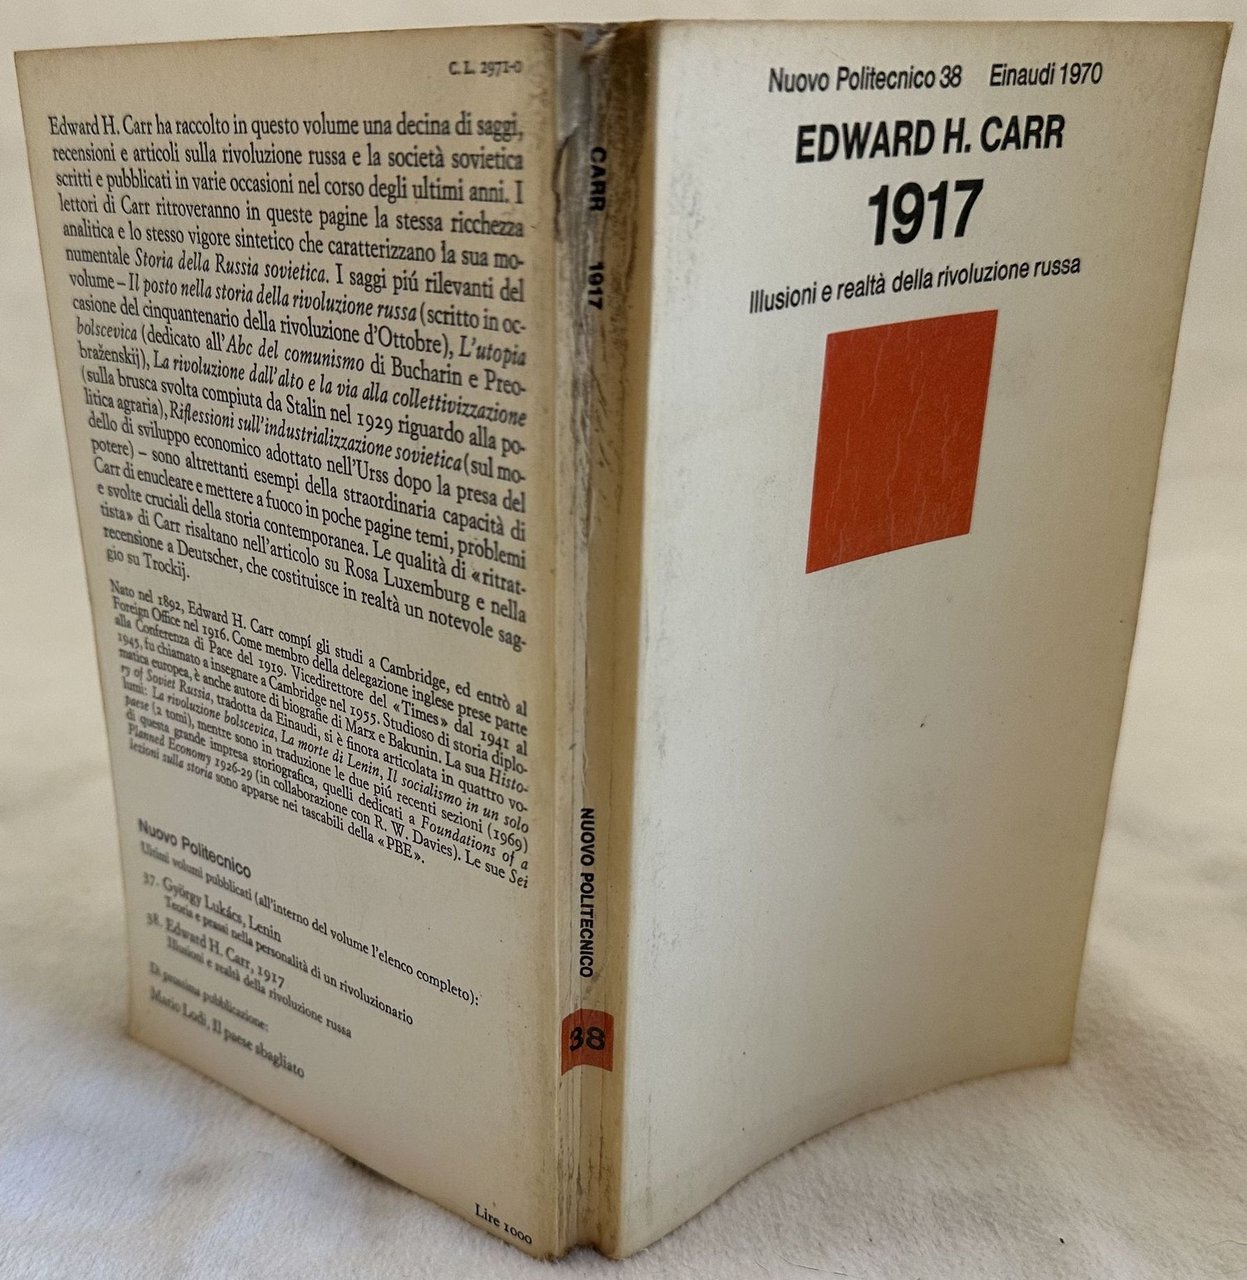 C. L. 2971-0
Edward H. Carr ha raccolto in questo volume una decina di saggi,
recensioni e articoli sulla rivoluzione russa e la società sovietica
scritti e pubblicati in varie occasioni nel corso degli ultimi anni. I
lettori di Carr ritroveranno in queste pagine la stessa ricchezza
analitica e lo stesso vigore sintetico che caratterizzano la sua mo-
numentale Storia della Russia sovietica. I saggi piú rilevanti del
volume – Il posto nella storia della rivoluzione russa (scritto in oc-
casione del cinquantenario della rivoluzione d'Ottobre), L'utopia
bolscevica (dedicato all'Abc del comunismo di Bucharin e Preo-
braženskij), La rivoluzione dall'alto e la via alla collettivizzazione
(sulla brusca svolta compiuta da Stalin nel 1929 riguardo alla po-
litica agraria), Riflessioni sull'industrializzazione sovietica (sul mo-
dello di sviluppo economico adottato nell'Urss dopo la presa del
potere) – sono altrettanti esempi della straordinaria capacità di
Carr di enucleare e mettere a fuoco in poche pagine temi, problemi
e svolte cruciali della storia contemporanea. Le qualità di «ritrat-
tista» di Carr risaltano nell'articolo su Rosa Luxemburg e nella
recensione a Deutscher, che costituisce in realtà un notevole sag-
gio su Trockij.
Nato nel 1892, Edward H. Carr compí gli studi a Cambridge, ed entrò al
Foreign Office nel 1916. Come membro della delegazione inglese prese parte
alla Conferenza di Pace del 1919. Vicedirettore del «Times» dal 1941 al
1945, fu chiamato a insegnare a Cambridge nel 1955. Studioso di storia diplo-
matica europea, è anche autore di biografie di Marx e Bakunin. La sua Histo-
ry of Soviet Russia, tradotta da Einaudi, si è finora articolata in quattro vo-
lumi: La rivoluzione bolscevica, La morte di Lenin, Il socialismo in un solo
paese (2 tomi), mentre sono in traduzione le due piú recenti sezioni (1969)
di questa grande impresa storiografica, quelli dedicati a Foundations of a
Planned Economy 1926-29 (in collaborazione con R. W. Davies). Le sue Sei
lezioni sulla storia sono apparse nei tascabili della «PBE».
Nuovo Politecnico
Ultimi volumi pubblicati (all'interno del volume l'elenco completo):
37. György Lukács, Lenin
Teoria e prassi nella personalità di un rivoluzionario
38. Edward H. Carr, 1917
Illusioni e realtà della rivoluzione russa
Di prossima pubblicazione:
Mario Lodi, Il paese sbagliato
Lire 1000
CARR 1917
NUOVO POLITECNICO
38
Nuovo Politecnico 38 Einaudi 1970
EDWARD H. CARR
1917
Illusioni e realtà della rivoluzione russa